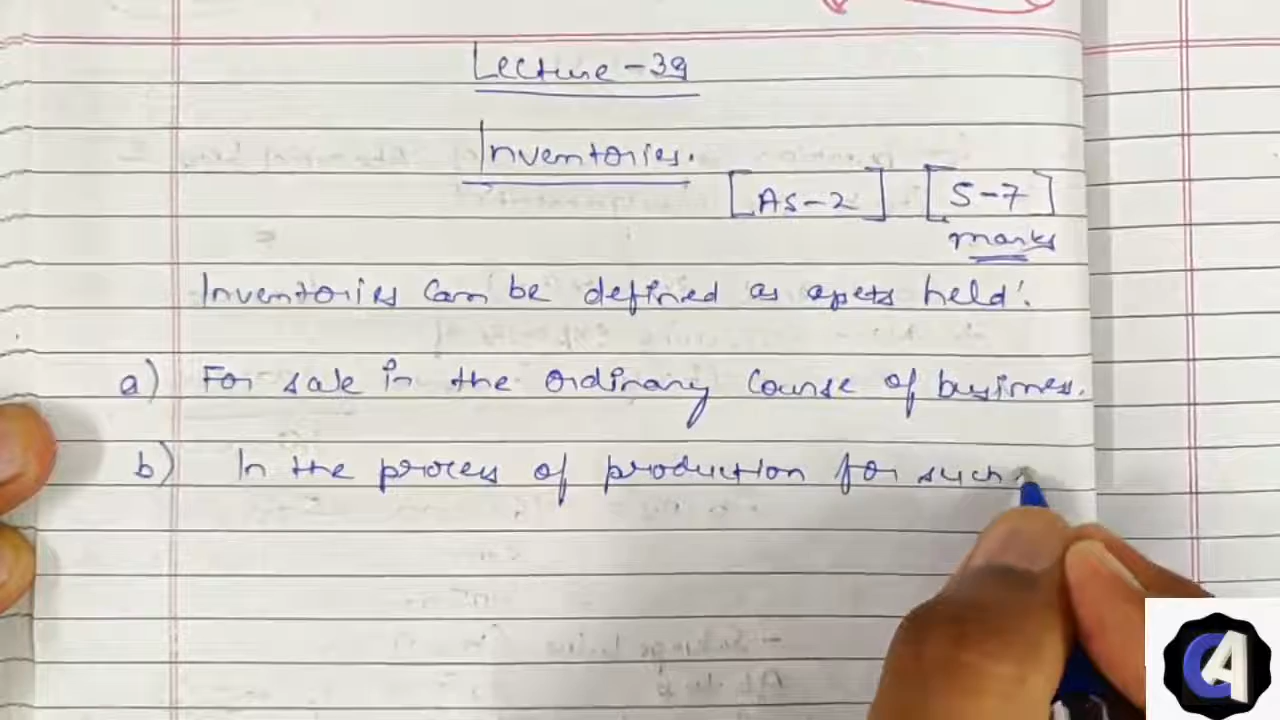 Lecture - 39
Inventories.
[AS-2] [5-7]
marks
Inventories can be defined as assets held:
a) For sale in the ordinary course of business.
b) In the process of production for such
CA